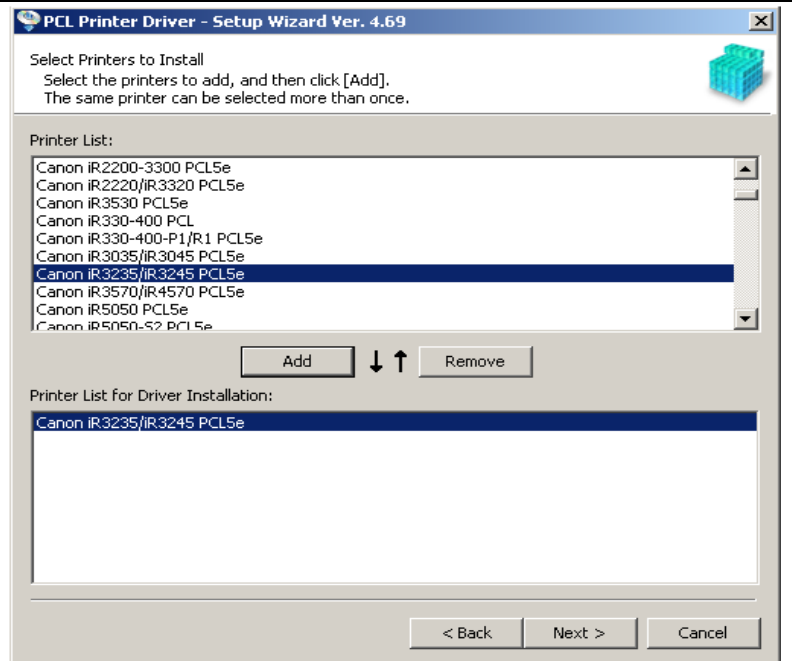 PCL Printer Driver - Setup Wizard Ver. 4.69
Select Printers to Install
Select the printers to add, and then click [Add].
The same printer can be selected more than once.
Printer List:
Canon iR2200-3300 PCL5e
Canon iR2220/iR3320 PCL5e
Canon iR3530 PCL5e
Canon iR330-400 PCL
Canon iR330-400-P1/R1 PCL5e
Canon iR3035/iR3045 PCL5e
Canon iR3235/iR3245 PCL5e
Canon iR3570/iR4570 PCL5e
Canon iR5050 PCL5e
Canon iR5050-S2 PCL5e
Add ↓ ↑ Remove
Printer List for Driver Installation:
Canon iR3235/iR3245 PCL5e
< Back Next > Cancel